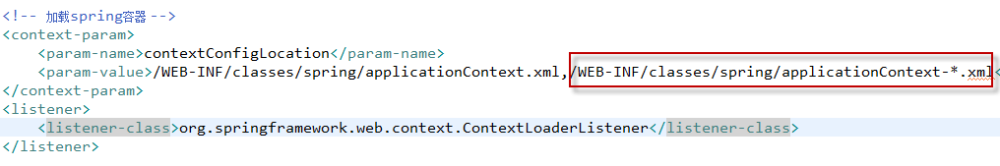 <!-- 加载spring容器 -->
<context-param>
    <param-name>contextConfigLocation</param-name>
    <param-value>/WEB-INF/classes/spring/applicationContext.xml,/WEB-INF/classes/spring/applicationContext-*.xml<
</context-param>
<listener>
    <listener-class>org.springframework.web.context.ContextLoaderListener</listener-class>
</listener>